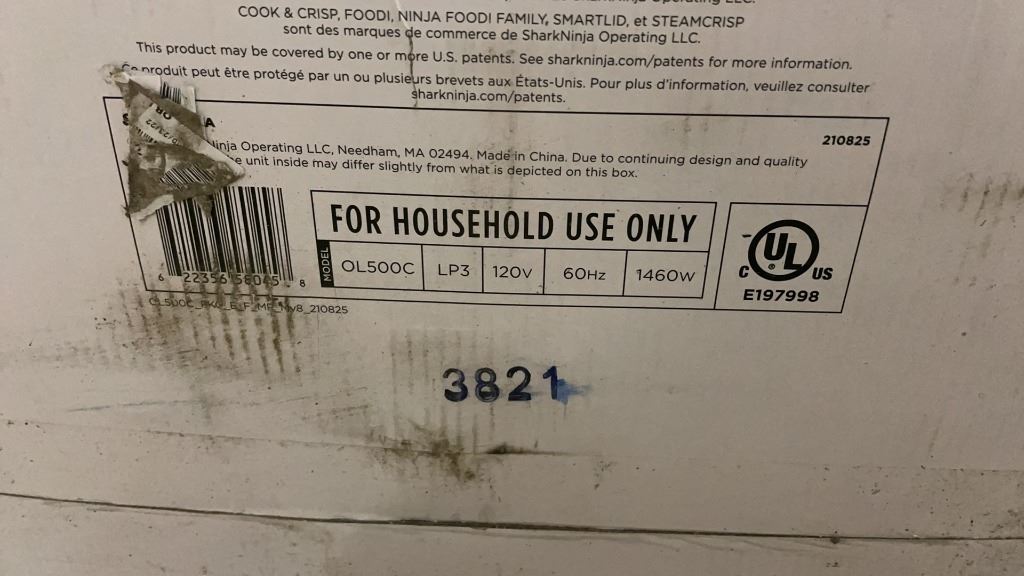 COOK & CRISP, FOODI, NINJA FOODI FAMILY, SMARTLID, et STEAMCRISP
sont des marques de commerce de SharkNinja Operating LLC.
This product may be covered by one or more U.S. patents. See sharkninja.com/patents for more information.
Ce produit peut être protégé par un ou plusieurs brevets aux États-Unis. Pour plus d'information, veuillez consulter
sharkninja.com/patents.
210825
Ninja Operating LLC, Needham, MA 02494. Made in China. Due to continuing design and quality
unit inside may differ slightly from what is depicted on this box.
FOR HOUSEHOLD USE ONLY
MODEL OL500C LP3 120V 60Hz 1460W
C UL US
E197998
6 22356 58045 8
3821